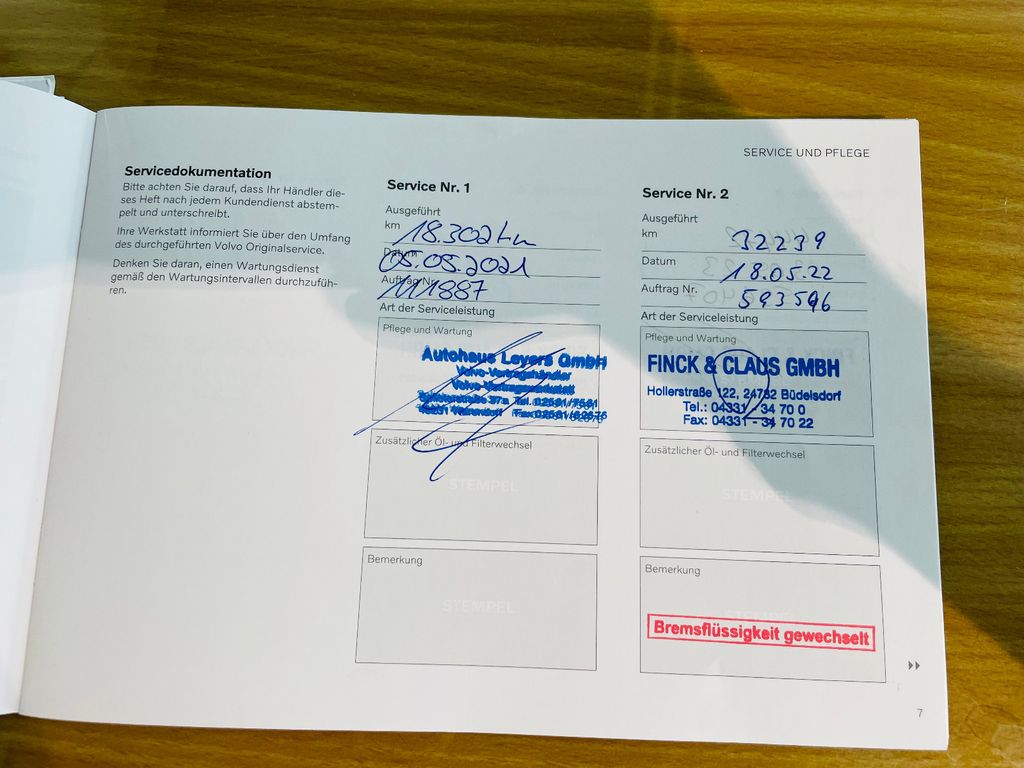 SERVICE UND PFLEGE
Servicedokumentation
Bitte achten Sie darauf, dass Ihr Händler die-
ses Heft nach jedem Kundendienst abstem-
pelt und unterschreibt.
Ihre Werkstatt informiert Sie über den Umfang
des durchgeführten Volvo Originalservice.
Denken Sie daran, einen Wartungsdienst
gemäß den Wartungsintervallen durchzufüh-
ren.
Service Nr. 1
Ausgeführt
km 18.302 km
Datum 05.05.2021
Auftrag Nr. 111887
Art der Serviceleistung
Pflege und Wartung
Autohaus Leyers GmbH
Volvo-Vertragshändler
Volvo-Vertragswerkstatt
Zusätzlicher Öl- und Filterwechsel
STEMPEL
Bemerkung
STEMPEL
Service Nr. 2
Ausgeführt
km 32239
Datum 18.05.22
Auftrag Nr. 593596
Art der Serviceleistung
Pflege und Wartung
FINCK & CLAUS GMBH
Hollerstraße 122, 24782 Büdelsdorf
Tel.: 04331 - 34 70 0
Fax: 04331 - 34 70 22
Zusätzlicher Öl- und Filterwechsel
STEMPEL
Bemerkung
STEMPEL
Bremsflüssigkeit gewechselt
7